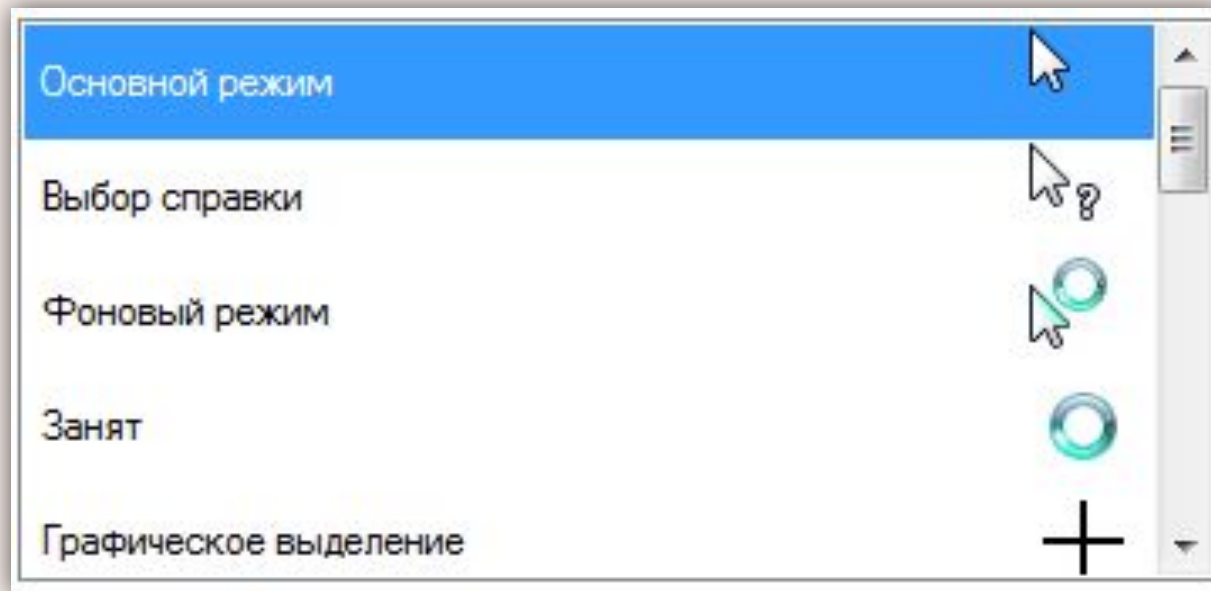 Основной режим
Выбор справки
Фоновый режим
Занят
Графическое выделение